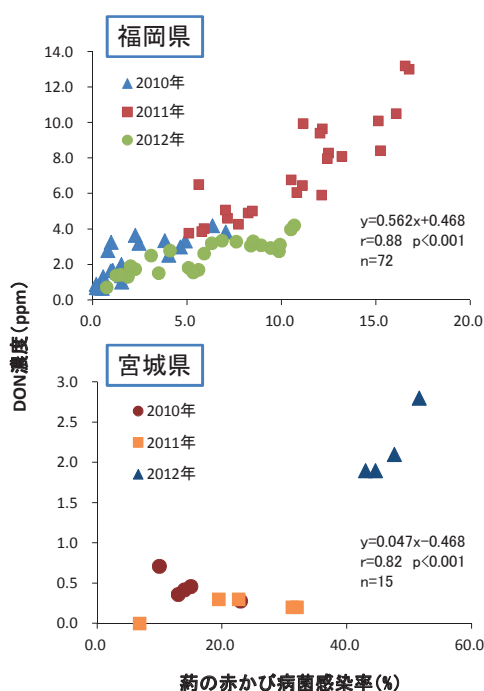 福岡県
14.0
12.0
10.0
8.0
6.0
4.0
2.0
0.0
2010年
2011年
2012年
y=0.562x+0.468
r=0.88 p<0.001
n=72
0.0 5.0 10.0 15.0 20.0
DON濃度(ppm)
宮城県
3.0
2.5
2.0
1.5
1.0
0.5
0.0
2010年
2011年
2012年
y=0.047x−0.468
r=0.82 p<0.001
n=15
0.0 20.0 40.0 60.0
葯の赤かび病菌感染率(%)